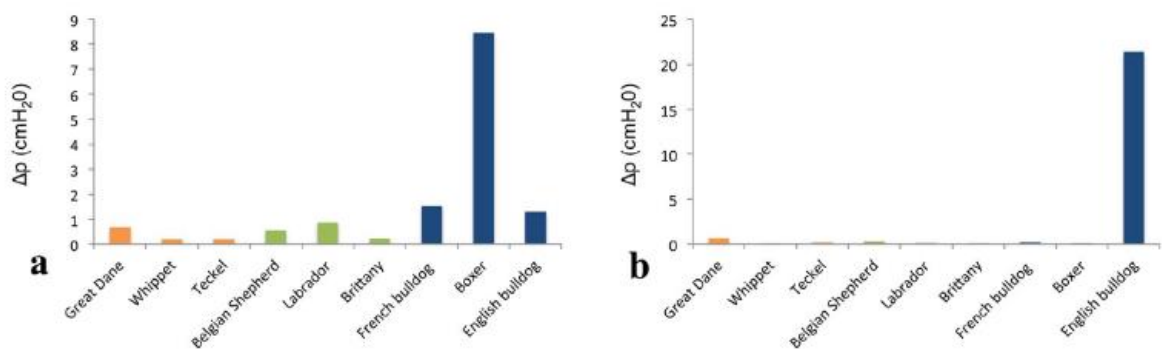 9
8
7
6
5
4
3
2
1
0
Δp (cmH₂0)
a
Great Dane
Whippet
Teckel
Belgian Shepherd
Labrador
Brittany
French bulldog
Boxer
English bulldog
25
20
15
10
5
0
Δp (cmH₂0)
b
Great Dane
Whippet
Teckel
Belgian Shepherd
Labrador
Brittany
French bulldog
Boxer
English bulldog